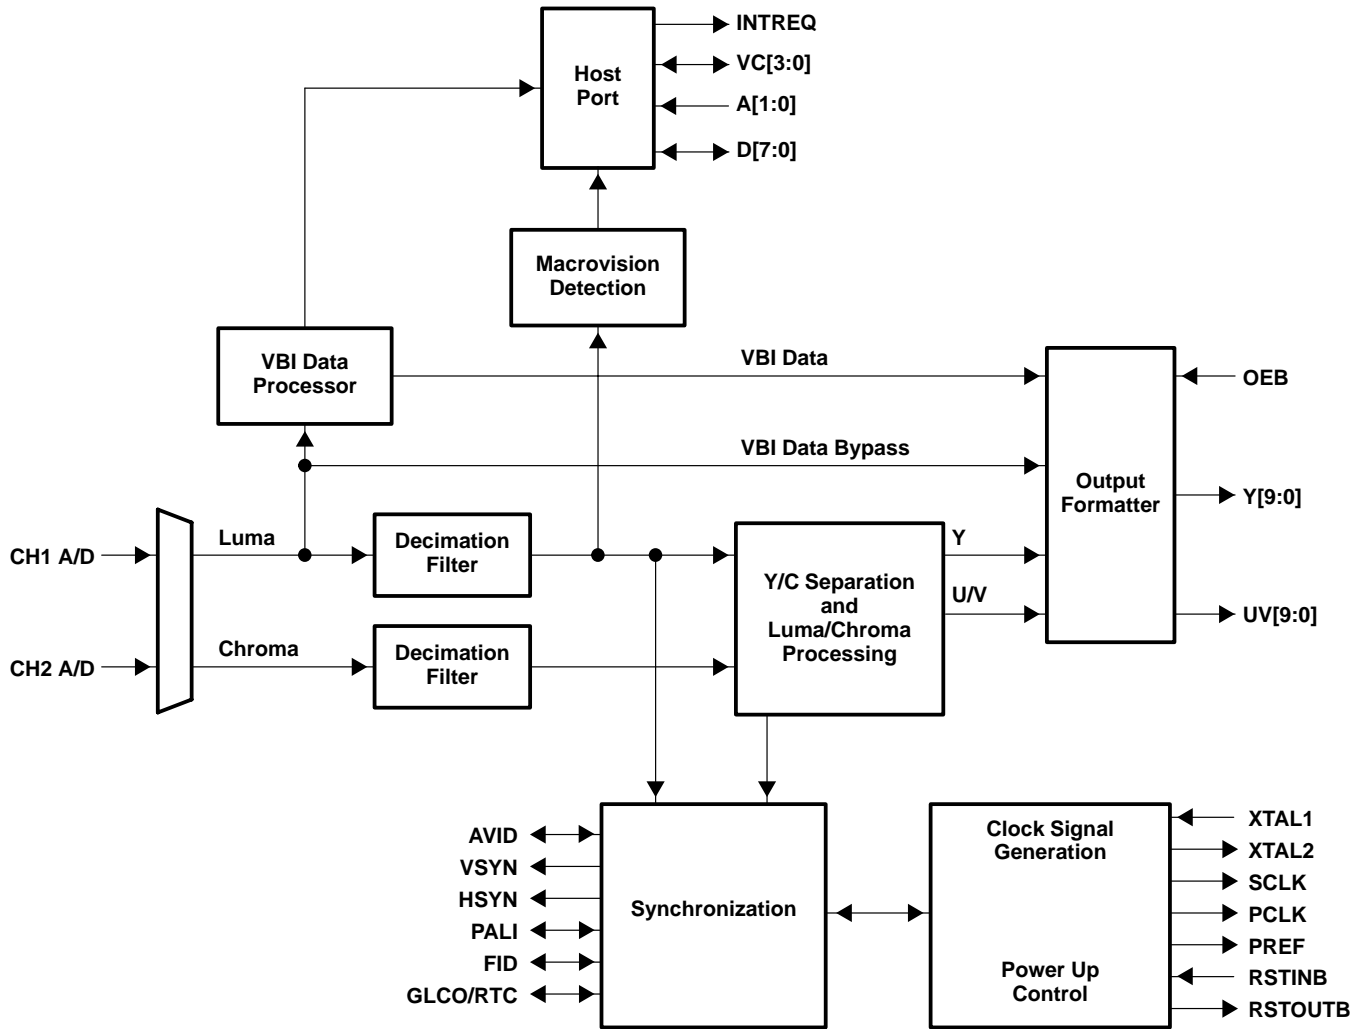 INTREQ
VC[3:0]
A[1:0]
D[7:0]
Host
Port
Macrovision
Detection
VBI Data
Processor
VBI Data
VBI Data Bypass
OEB
Output
Formatter
Y[9:0]
UV[9:0]
CH1 A/D
CH2 A/D
Luma
Chroma
Decimation
Filter
Decimation
Filter
Y/C Separation
and
Luma/Chroma
Processing
Y
U/V
AVID
VSYN
HSYN
PALI
FID
GLCO/RTC
Synchronization
Clock Signal
Generation
Power Up
Control
XTAL1
XTAL2
SCLK
PCLK
PREF
RSTINB
RSTOUTB